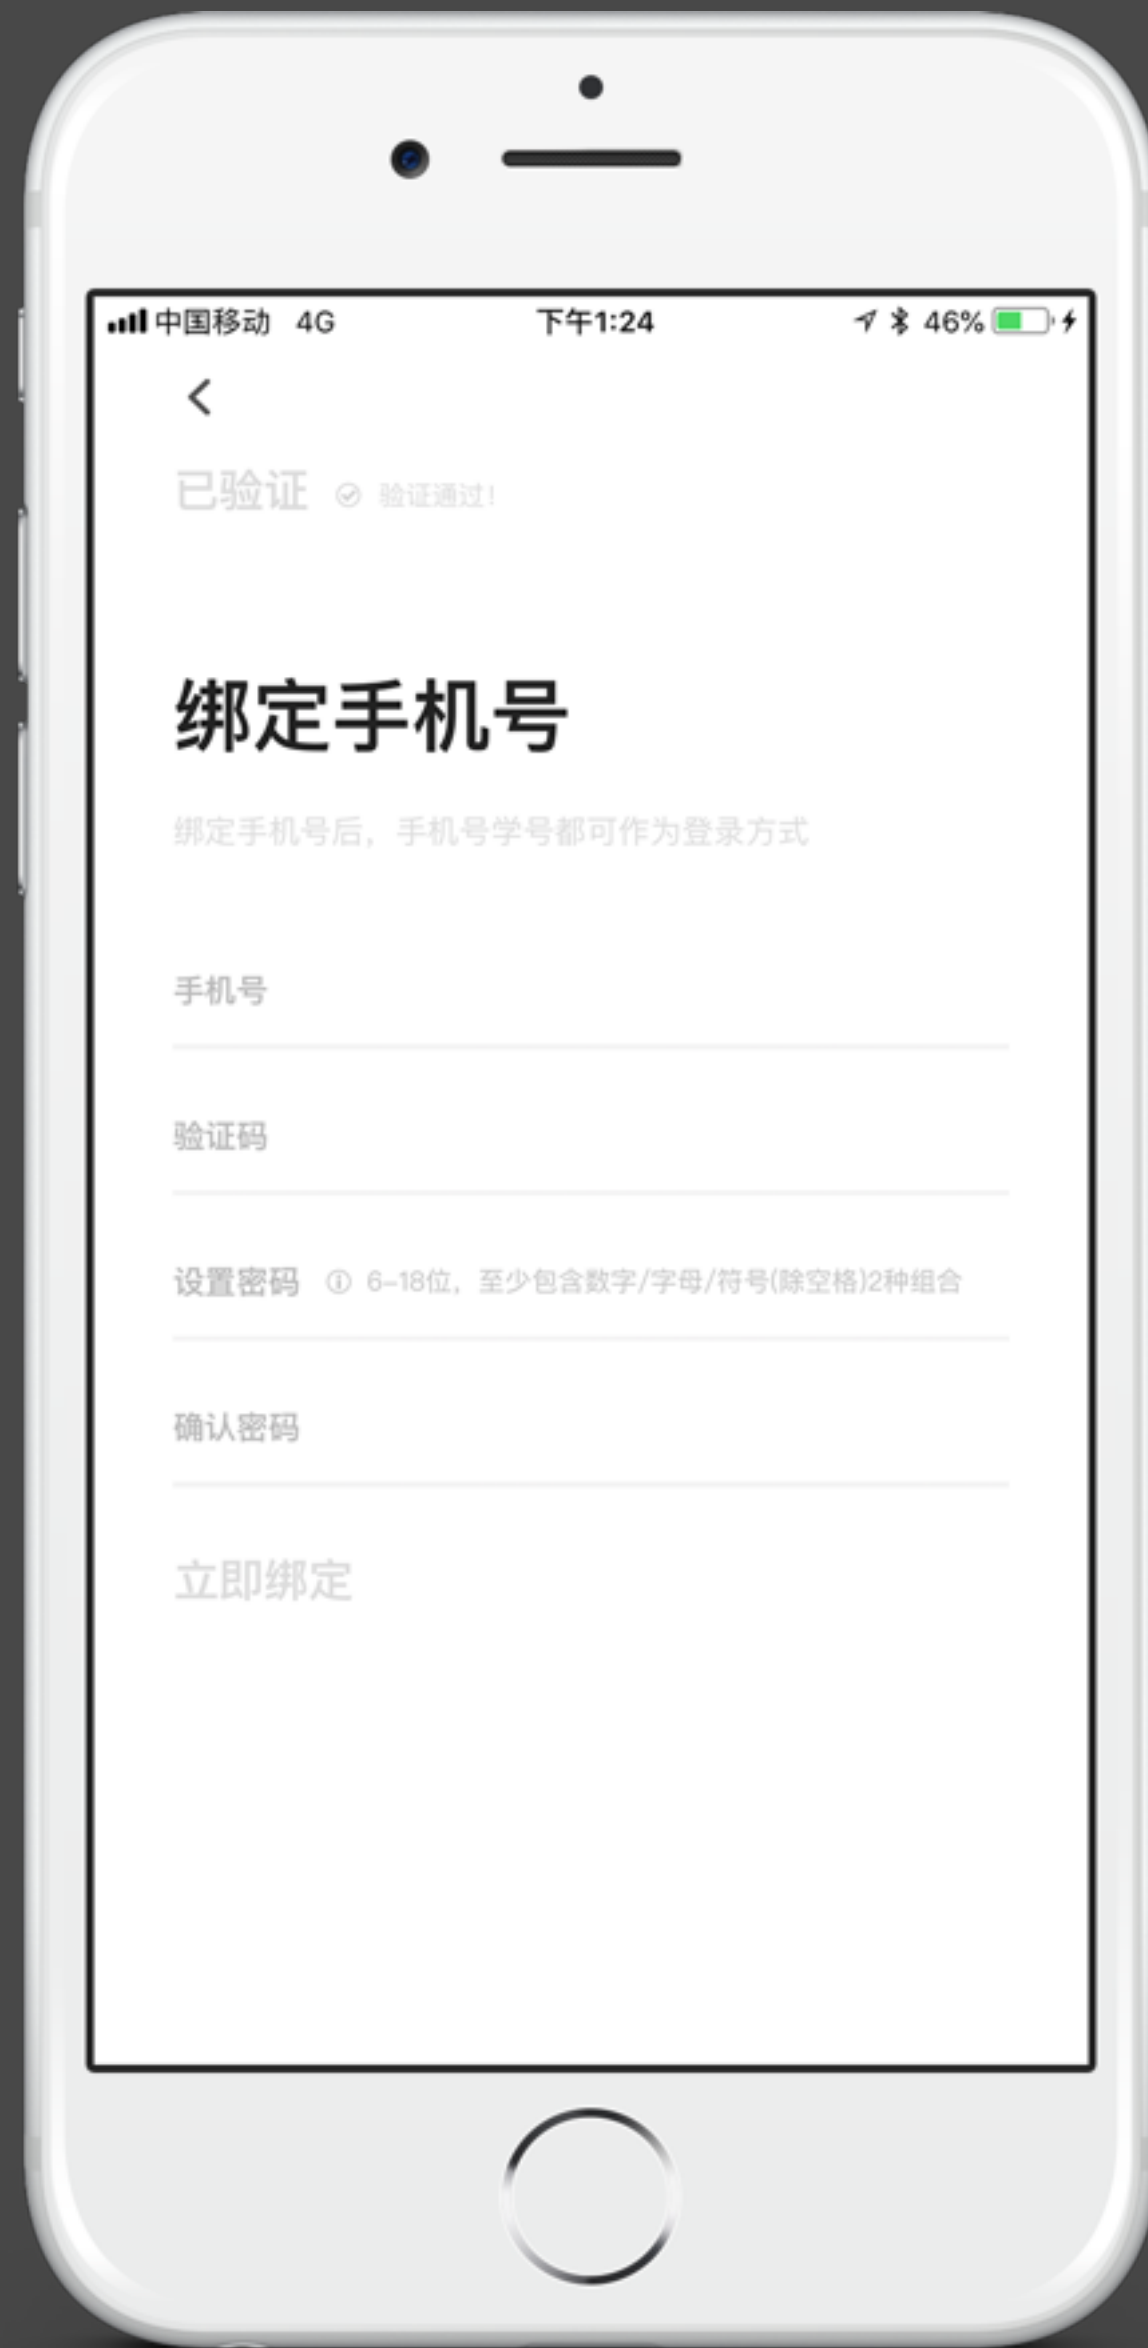 中国移动 4G 下午1:24 46%
已验证 验证通过!
绑定手机号
绑定手机号后，手机号学号都可作为登录方式
手机号
验证码
设置密码 6-18位，至少包含数字/字母/符号(除空格)2种组合
确认密码
立即绑定